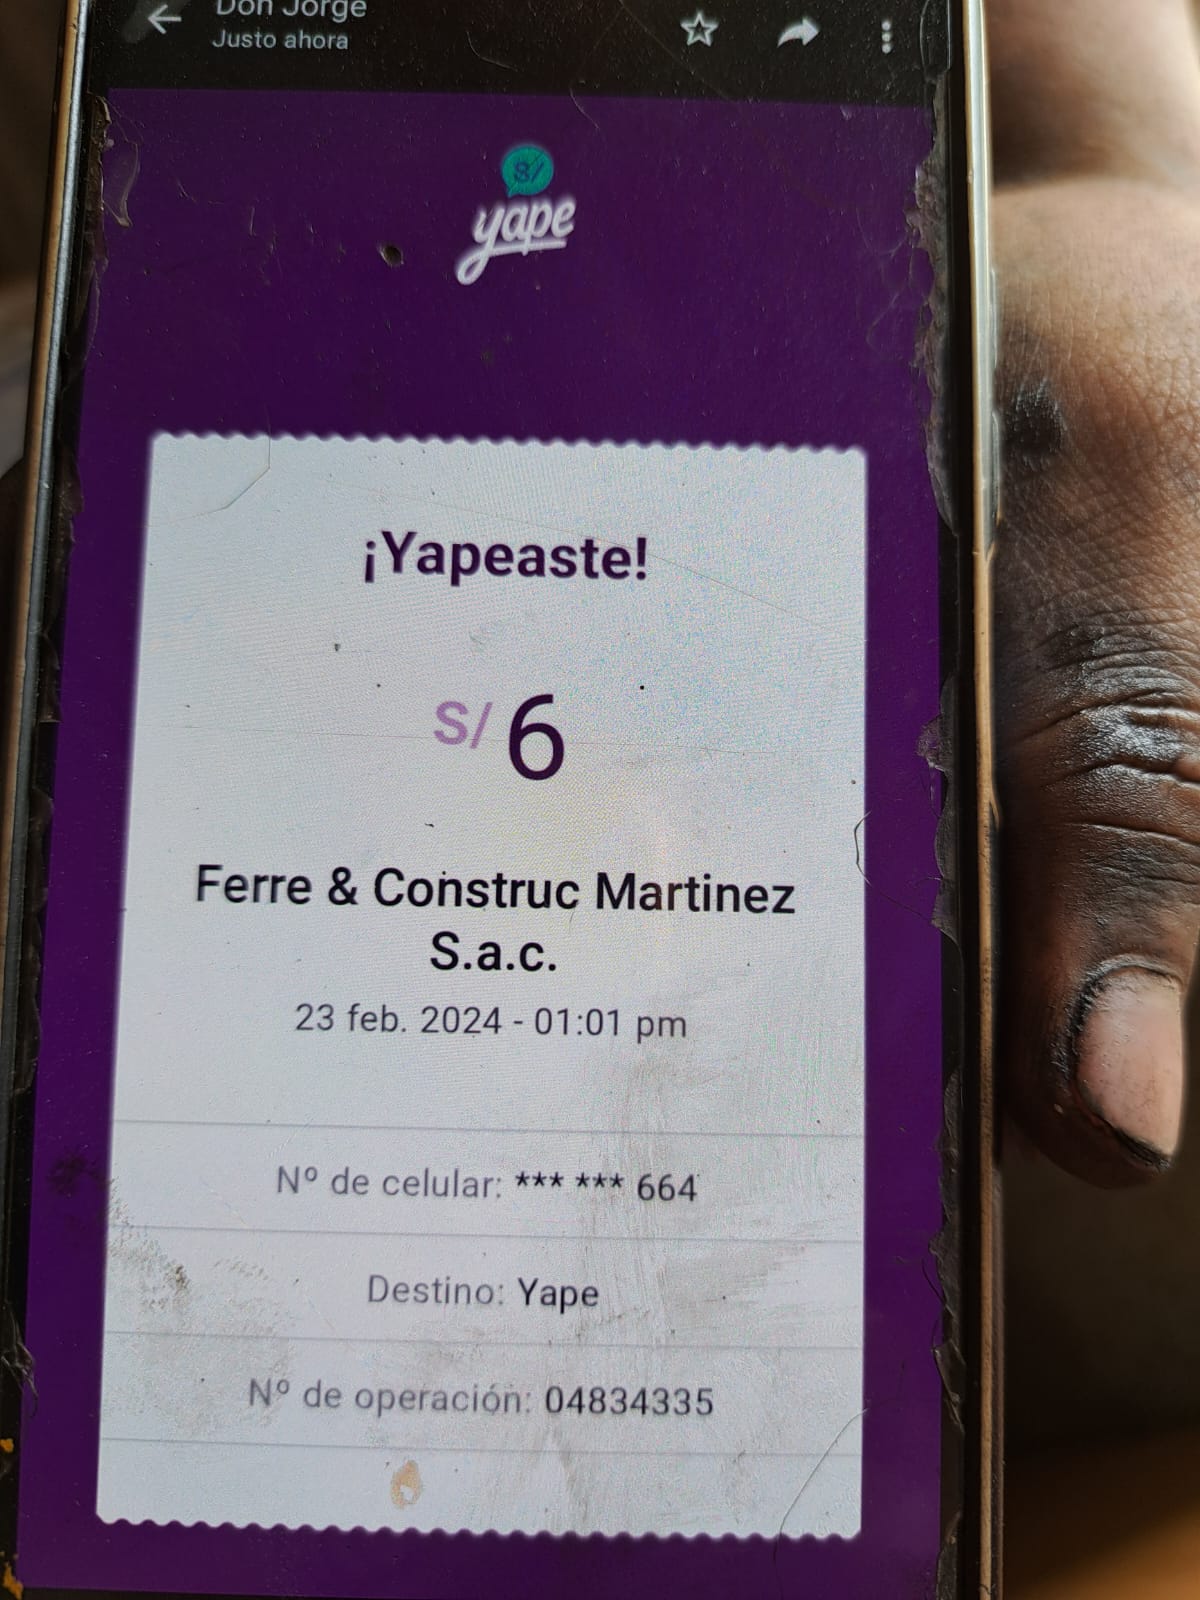 Don Jorge
Justo ahora
S/
yape
¡Yapeaste!
S/ 6
Ferre & Construc Martinez
S.a.c.
23 feb. 2024 - 01:01 pm
Nº de celular: *** *** 664
Destino: Yape
Nº de operación: 04834335